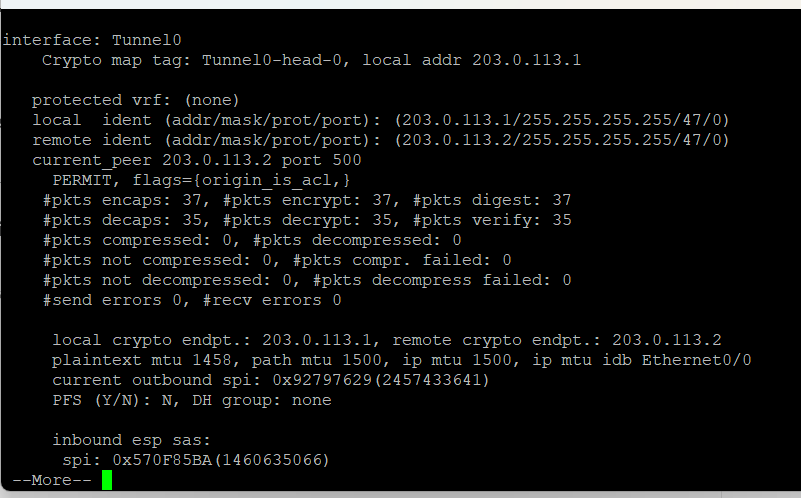 interface: Tunnel0
Crypto map tag: Tunnel0-head-0, local addr 203.0.113.1
protected vrf: (none)
local  ident (addr/mask/prot/port): (203.0.113.1/255.255.255.255/47/0)
remote ident (addr/mask/prot/port): (203.0.113.2/255.255.255.255/47/0)
current_peer 203.0.113.2 port 500
PERMIT, flags={origin_is_acl,}
#pkts encaps: 37, #pkts encrypt: 37, #pkts digest: 37
#pkts decaps: 35, #pkts decrypt: 35, #pkts verify: 35
#pkts compressed: 0, #pkts decompressed: 0
#pkts not compressed: 0, #pkts compr. failed: 0
#pkts not decompressed: 0, #pkts decompress failed: 0
#send errors 0, #recv errors 0
local crypto endpt.: 203.0.113.1, remote crypto endpt.: 203.0.113.2
plaintext mtu 1458, path mtu 1500, ip mtu 1500, ip mtu idb Ethernet0/0
current outbound spi: 0x92797629(2457433641)
PFS (Y/N): N, DH group: none
inbound esp sas:
spi: 0x570F85BA(1460635066)
--More--